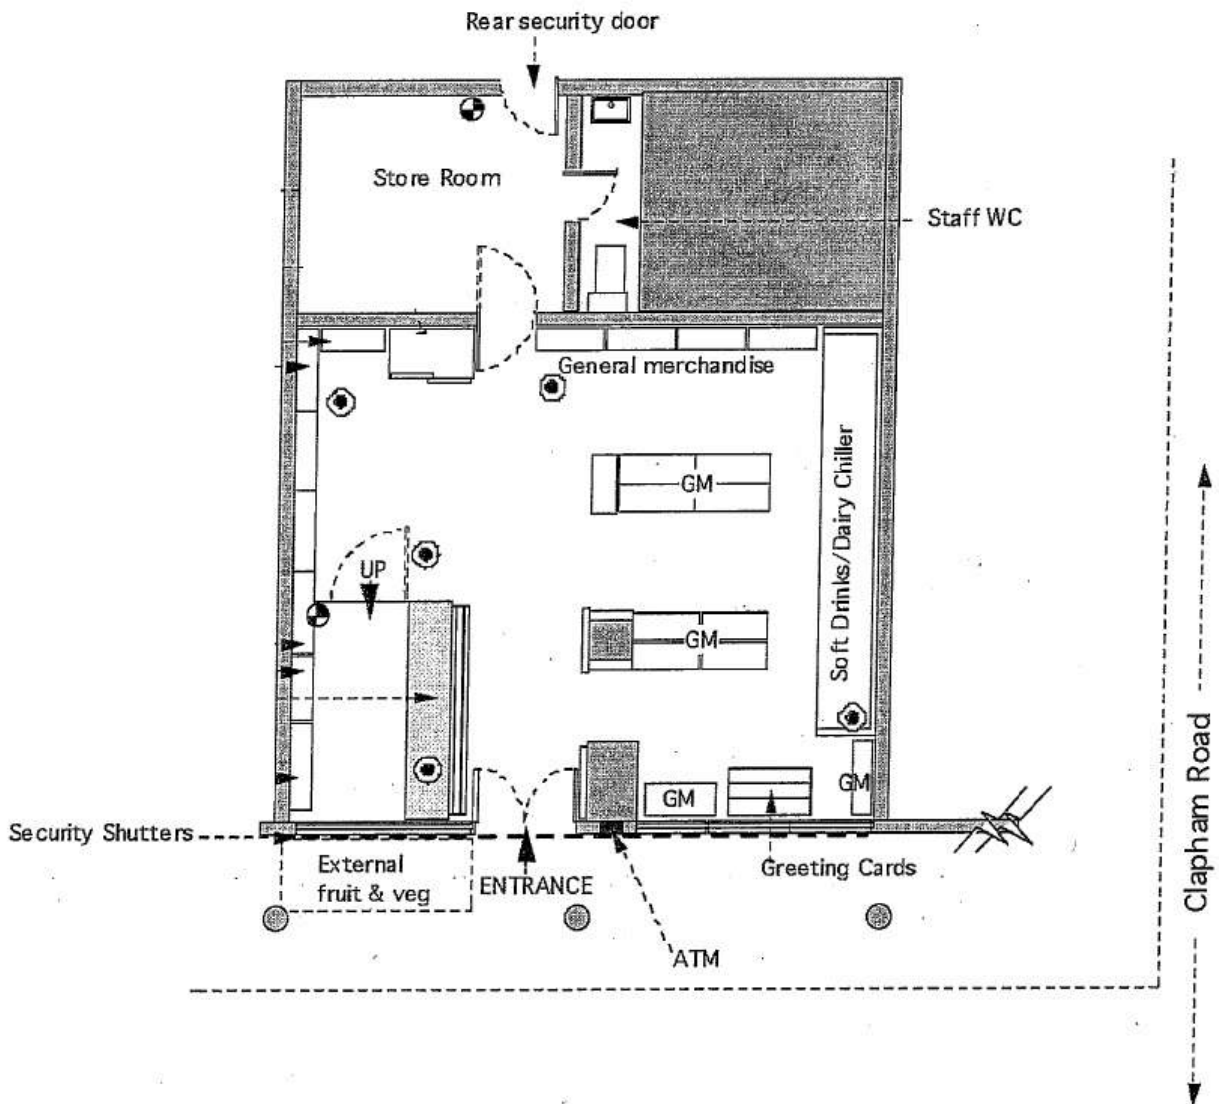 Rear security door
Store Room
Staff WC
General merchandise
GM
Soft Drinks/Dairy Chiller
UP
GM
GM
GM
Security Shutters
External
fruit & veg
ENTRANCE
Greeting Cards
ATM
Clapham Road